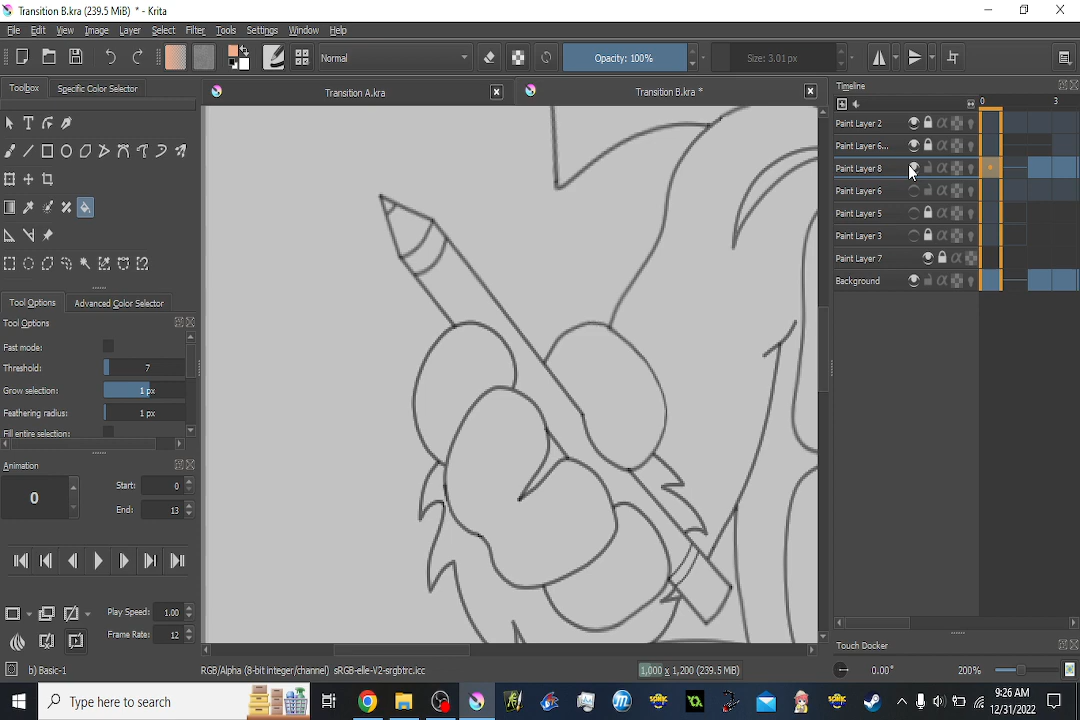 Transition B.kra (239.5 MiB) * - Krita
File Edit View Image Layer Select Filter Tools Settings Window Help
Normal
Opacity: 100%
Size: 3.01 px
Toolbox
Specific Color Selector
Transition A.kra
Transition B.kra *
Timeline
0 3
Paint Layer 2
Paint Layer 6...
Paint Layer 8
Paint Layer 6
Paint Layer 5
Paint Layer 3
Paint Layer 7
Background
Tool Options
Advanced Color Selector
Tool Options
Fast mode:
Threshold: 7
Grow selection: 1 px
Feathering radius: 1 px
Fill entire selection:
Animation
0
Start: 0
End: 13
Play Speed: 1.00
Frame Rate: 12
Touch Docker
b) Basic-1
RGB/Alpha (8-bit integer/channel) sRGB-elle-V2-srgbtrc.icc
1,000 x 1,200 (239.5 MB)
0.00°
200%
Type here to search
9:26 AM
12/31/2022